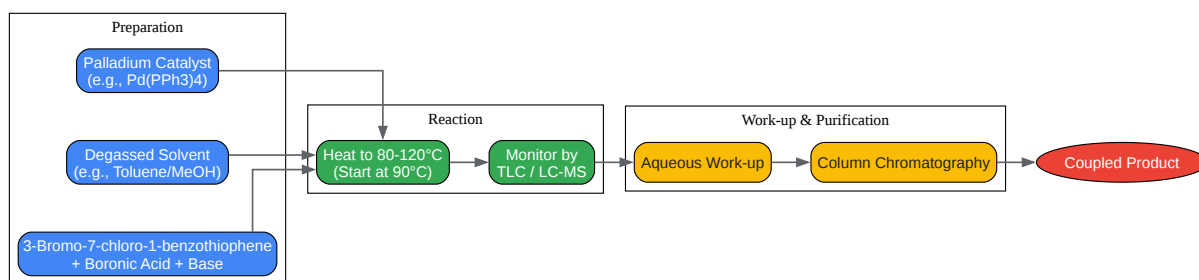 Preparation
Palladium Catalyst
(e.g., Pd(PPh3)4)
Degassed Solvent
(e.g., Toluene/MeOH)
3-Bromo-7-chloro-1-benzothiophene
+ Boronic Acid + Base
Reaction
Heat to 80-120°C
(Start at 90°C)
Monitor by
TLC / LC-MS
Work-up & Purification
Aqueous Work-up
Column Chromatography
Coupled Product